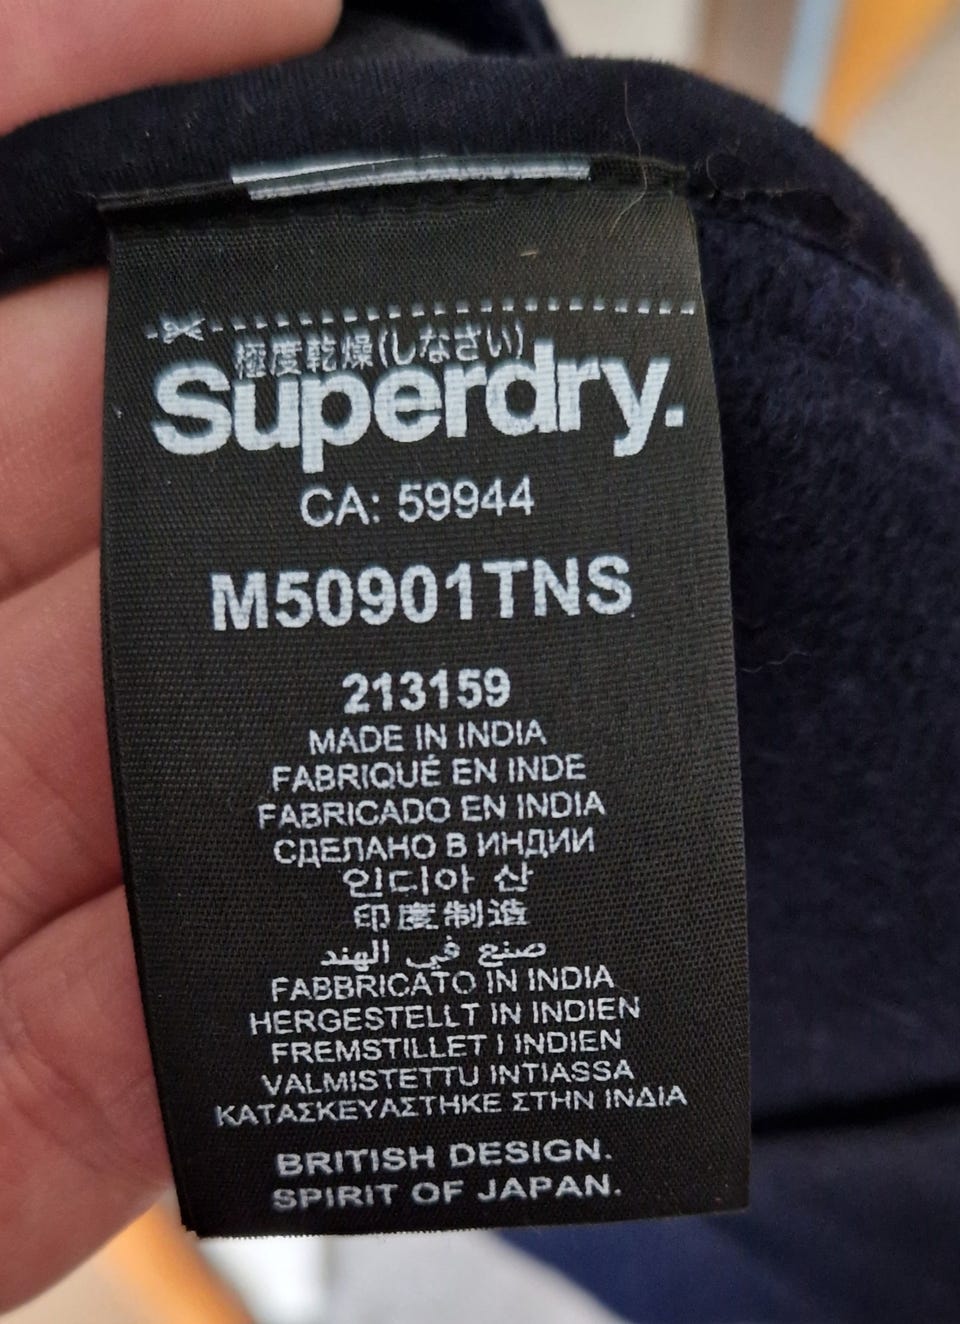 極度乾燥(しなさい)
Superdry.
CA: 59944
M50901TNS
213159
MADE IN INDIA
FABRIQUÉ EN INDE
FABRICADO EN INDIA
СДЕЛАНО В ИНДИИ
인디아 산
印度制造
صنع في الهند
FABBRICATO IN INDIA
HERGESTELLT IN INDIEN
FREMSTILLET I INDIEN
VALMISTETTU INTIASSA
ΚΑΤΑΣΚΕΥΑΣΤΗΚΕ ΣΤΗΝ ΙΝΔΙΑ
BRITISH DESIGN.
SPIRIT OF JAPAN.